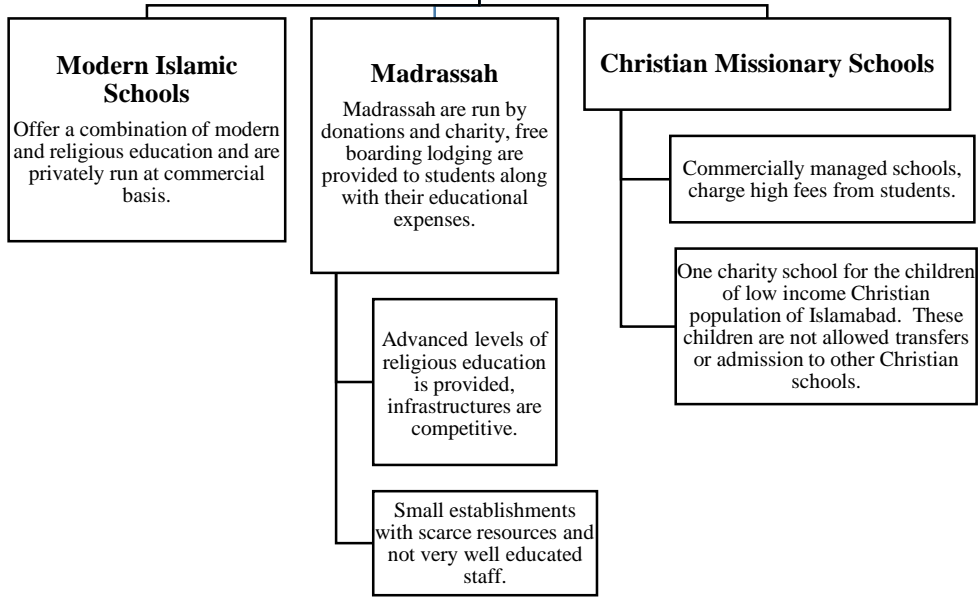 Modern Islamic
Schools
Offer a combination of modern
and religious education and are
privately run at commercial
basis.
Madrassah
Madrassah are run by
donations and charity, free
boarding lodging are
provided to students along
with their educational
expenses.
Advanced levels of
religious education
is provided,
infrastructures are
competitive.
Small establishments
with scarce resources and
not very well educated
staff.
Christian Missionary Schools
Commercially managed schools,
charge high fees from students.
One charity school for the children
of low income Christian
population of Islamabad.  These
children are not allowed transfers
or admission to other Christian
schools.